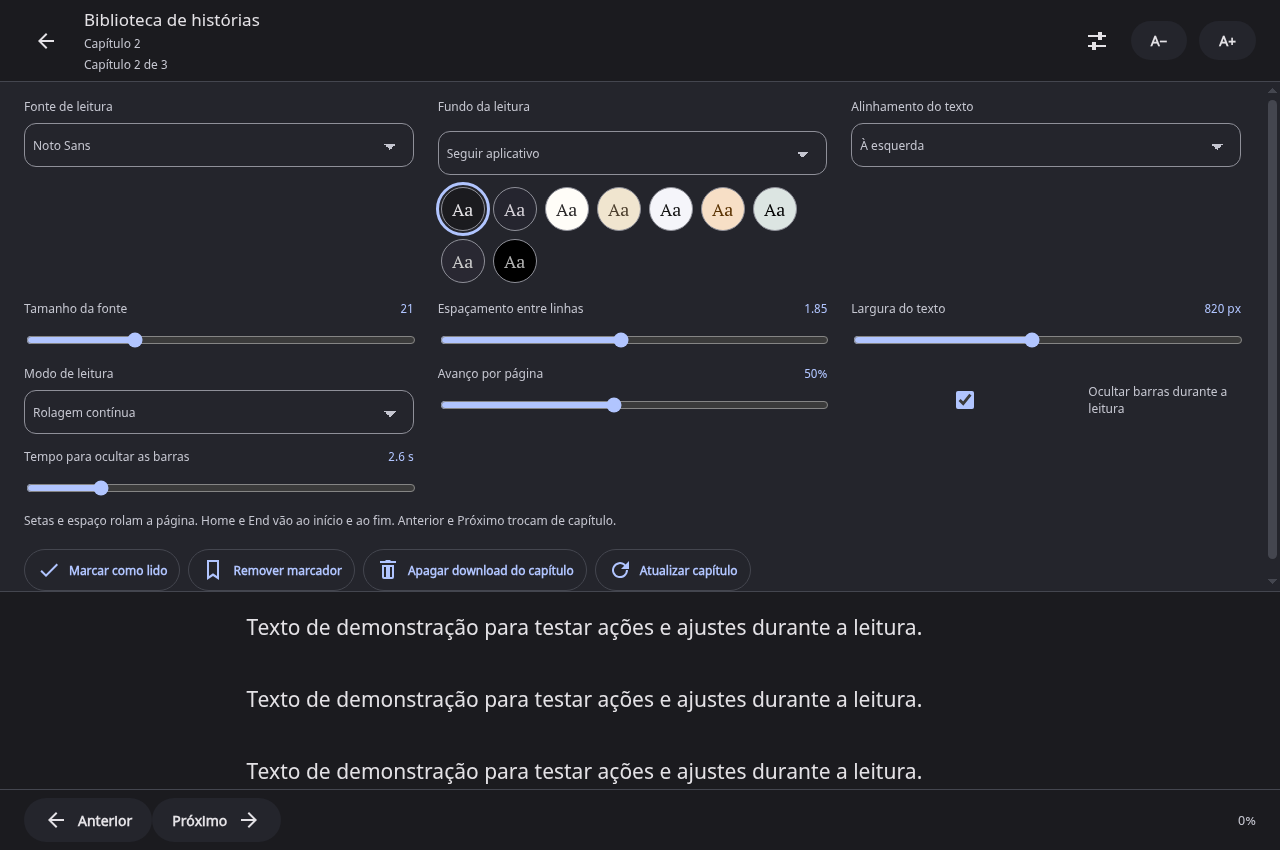 Biblioteca de histórias
Capítulo 2
Capítulo 2 de 3
A−
A+
Fonte de leitura
Noto Sans
Fundo da leitura
Seguir aplicativo
Aa Aa Aa Aa Aa Aa Aa
Aa Aa
Alinhamento do texto
À esquerda
Tamanho da fonte 21
Espaçamento entre linhas 1.85
Largura do texto 820 px
Modo de leitura
Rolagem contínua
Avanço por página 50%
Ocultar barras durante a
leitura
Tempo para ocultar as barras 2.6 s
Setas e espaço rolam a página. Home e End vão ao início e ao fim. Anterior e Próximo trocam de capítulo.
Marcar como lido
Remover marcador
Apagar download do capítulo
Atualizar capítulo
Texto de demonstração para testar ações e ajustes durante a leitura.
Texto de demonstração para testar ações e ajustes durante a leitura.
Texto de demonstração para testar ações e ajustes durante a leitura.
Anterior
Próximo
0%